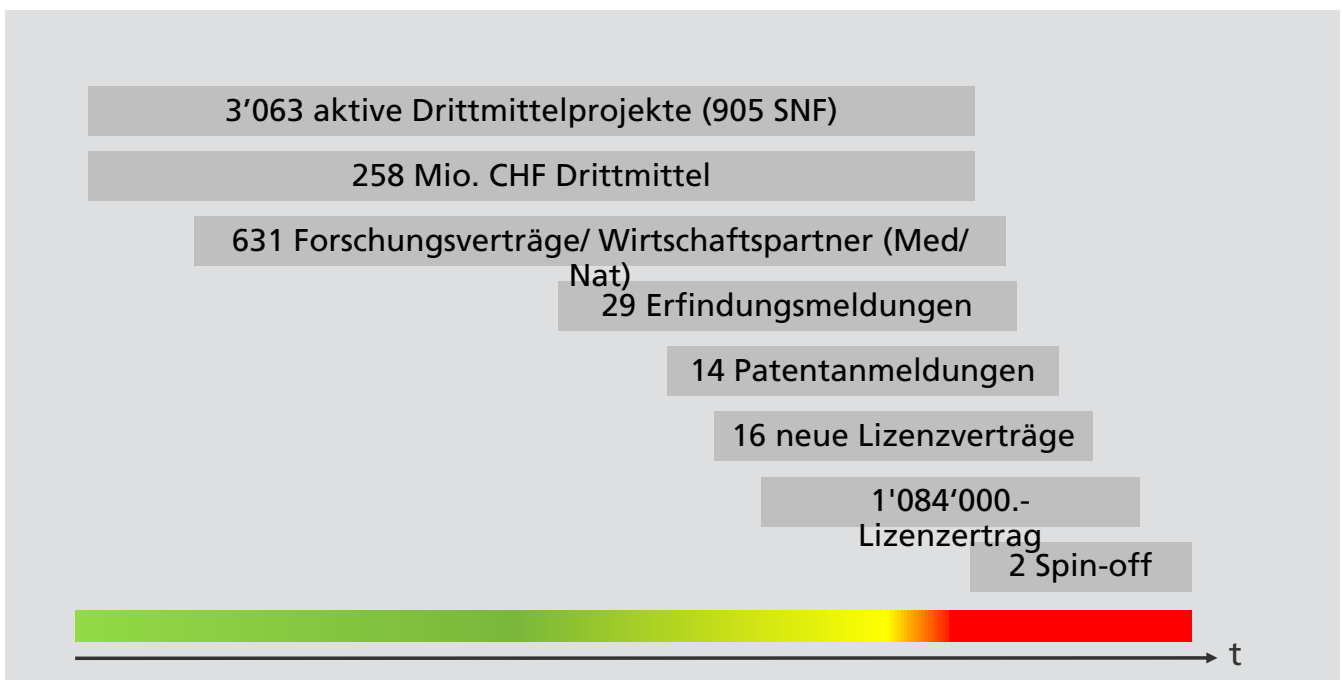 3’063 aktive Drittmittelprojekte (905 SNF)
258 Mio. CHF Drittmittel
631 Forschungsverträge/ Wirtschaftspartner (Med/
Nat)
29 Erfindungsmeldungen
14 Patentanmeldungen
16 neue Lizenzverträge
1'084‘000.-
Lizenzertrag
2 Spin-off
t